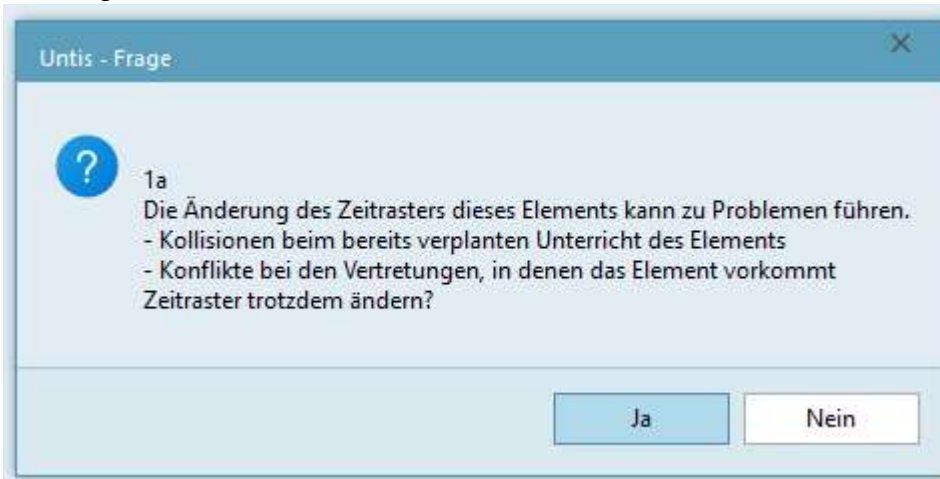 Untis - Frage
1a
Die Änderung des Zeitrasters dieses Elements kann zu Problemen führen.
- Kollisionen beim bereits verplanten Unterricht des Elements
- Konflikte bei den Vertretungen, in denen das Element vorkommt
Zeitraster trotzdem ändern?
Ja Nein